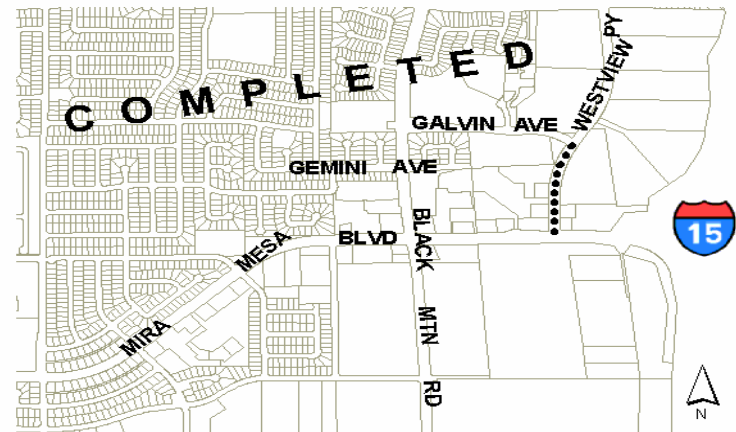 COMPLETED
WESTVIEW PY
GALVIN AVE
GEMINI AVE
MIRA MESA BLVD
BLACK MTN RD
15
N